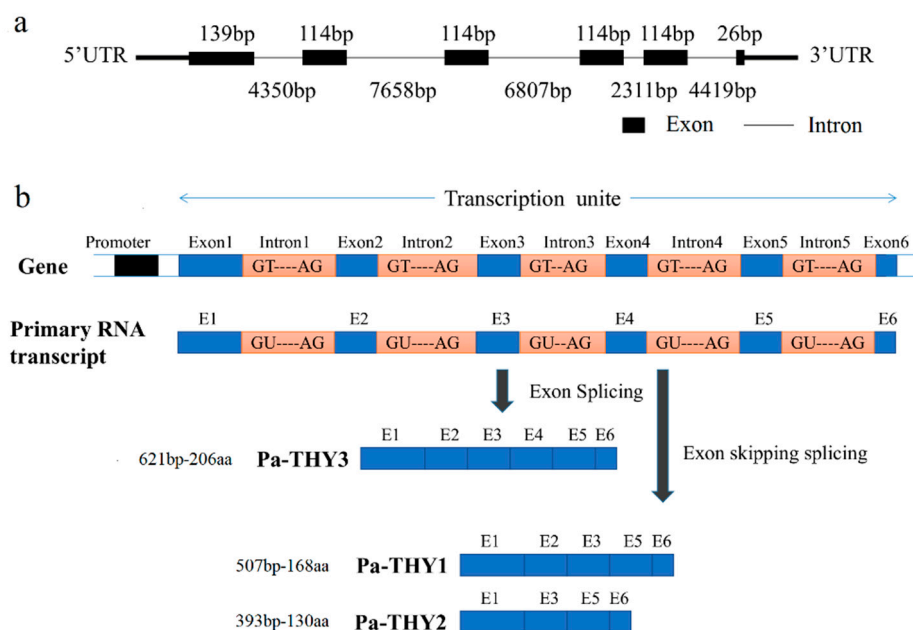 a
139bp 114bp 114bp 114bp 114bp 26bp
5'UTR 3'UTR
4350bp 7658bp 6807bp 2311bp 4419bp
Exon Intron
b
Transcription unite
Promoter Exon1 Intron1 Exon2 Intron2 Exon3 Intron3 Exon4 Intron4 Exon5 Intron5 Exon6
Gene GT----AG GT----AG GT--AG GT----AG GT----AG
E1 E2 E3 E4 E5 E6
Primary RNA
transcript GU----AG GU----AG GU--AG GU----AG GU----AG
Exon Splicing
E1 E2 E3 E4 E5 E6
621bp-206aa Pa-THY3
Exon skipping splicing
E1 E2 E3 E5 E6
507bp-168aa Pa-THY1
E1 E3 E5 E6
393bp-130aa Pa-THY2